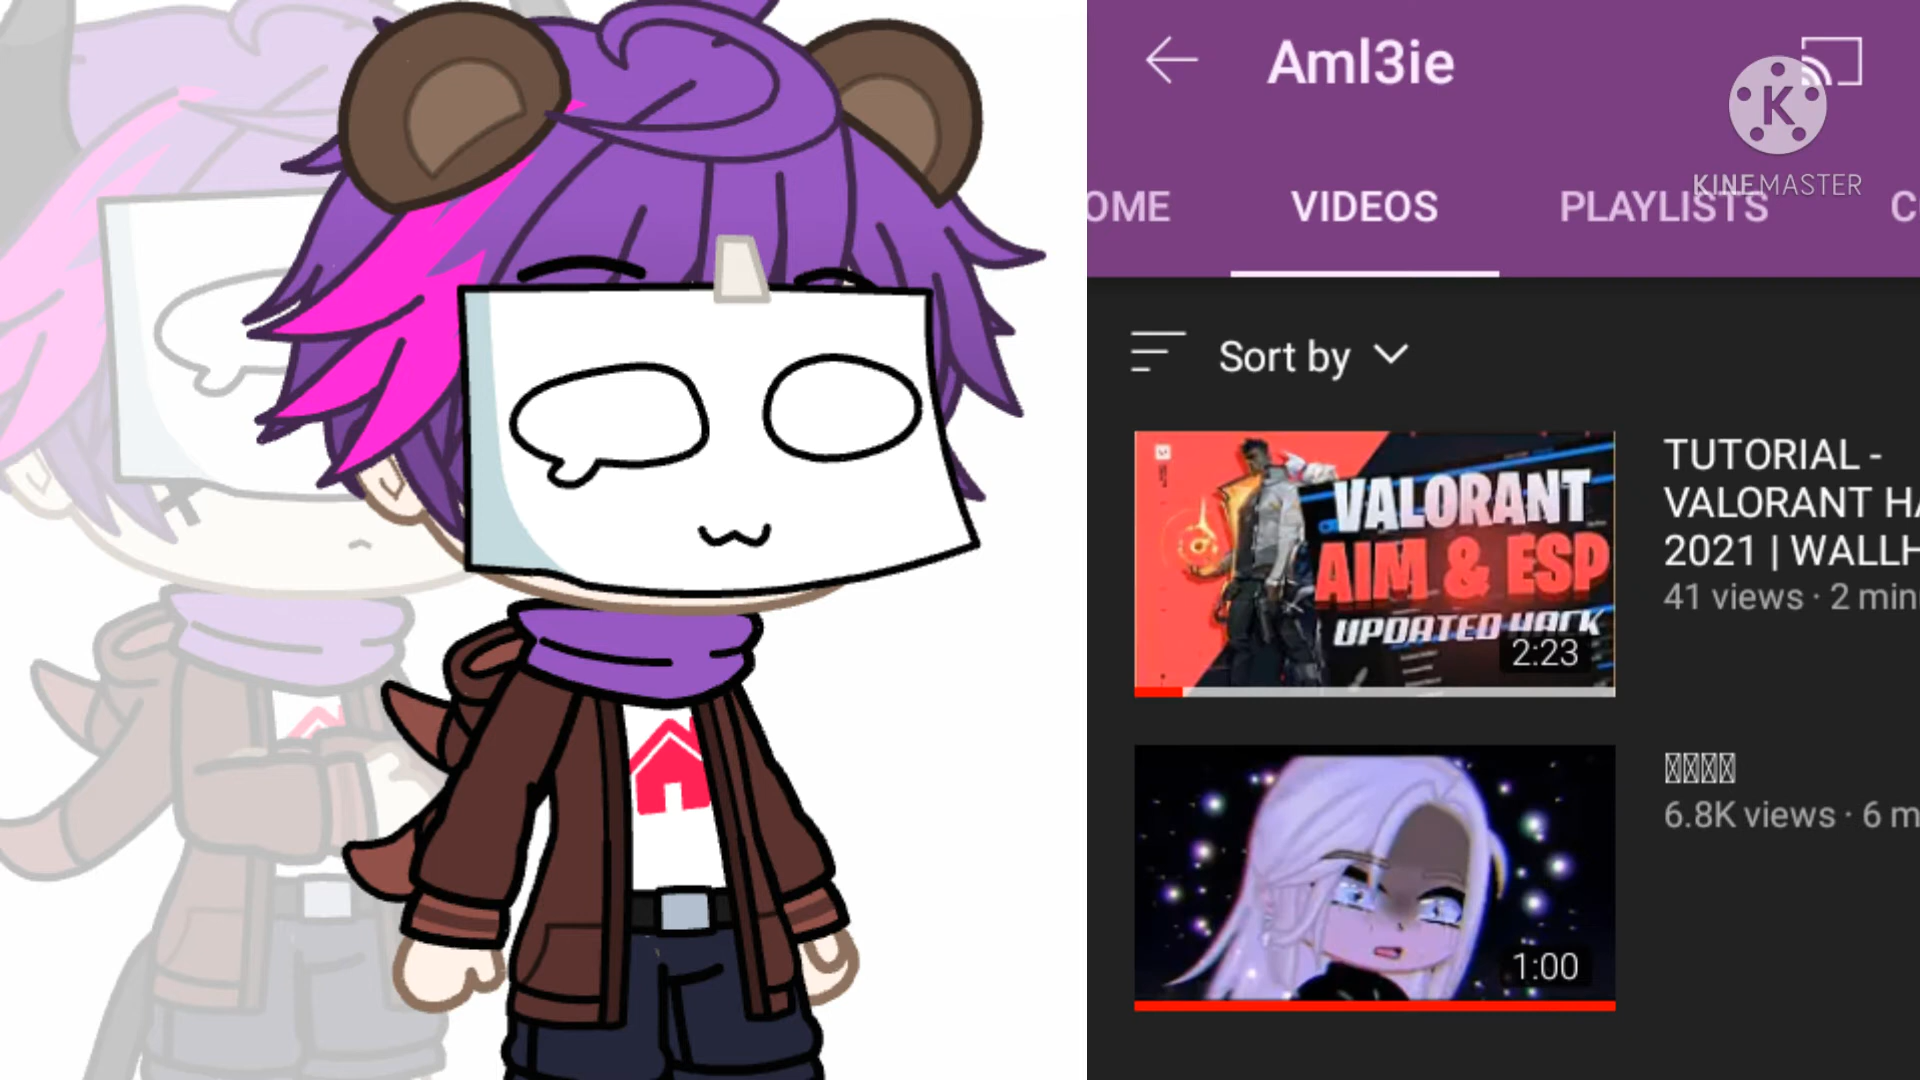 Aml3ie
K
KINEMASTER
OME VIDEOS PLAYLISTS C
Sort by
VALORANT
AIM & ESP
UPDATED HACK
2:23
TUTORIAL -
VALORANT HA
2021 | WALLH
41 views · 2 min
6.8K views · 6 m
1:00